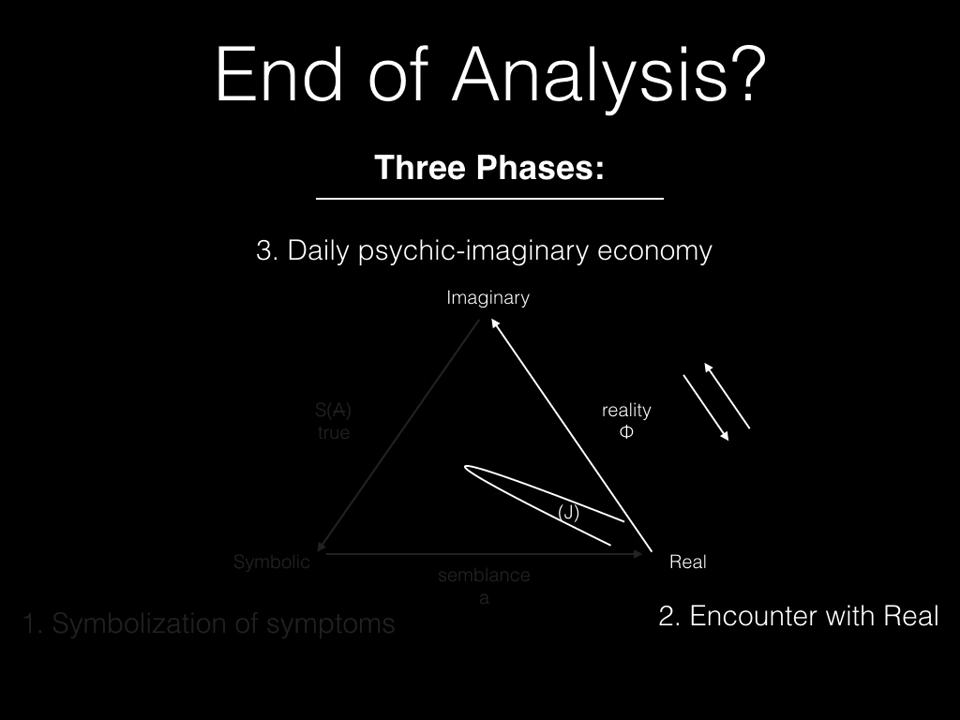 End of Analysis?
Three Phases:
3. Daily psychic-imaginary economy
Imaginary
S(A̶)
true
reality
Φ
(J)
Symbolic
Real
semblance
a
1. Symbolization of symptoms
2. Encounter with Real